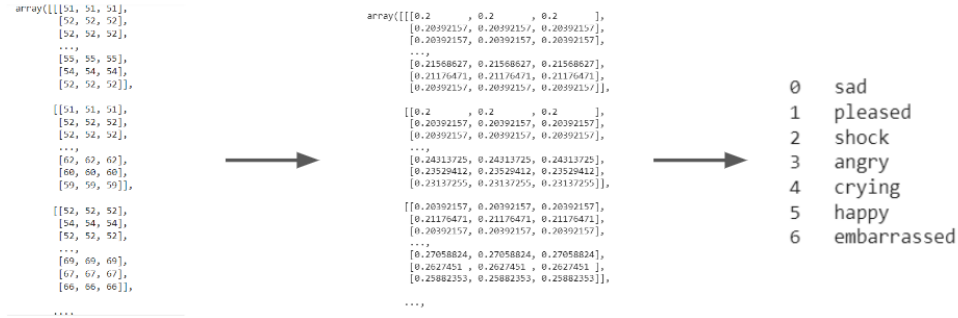 array([[[51, 51, 51],
[52, 52, 52],
[52, 52, 52],
...,
[55, 55, 55],
[54, 54, 54],
[52, 52, 52]],
[[51, 51, 51],
[52, 52, 52],
[52, 52, 52],
...,
[62, 62, 62],
[60, 60, 60],
[59, 59, 59]],
[[52, 52, 52],
[54, 54, 54],
[52, 52, 52],
...,
[69, 69, 69],
[67, 67, 67],
[66, 66, 66]],
....
array([[[0.2 , 0.2 , 0.2 ],
[0.20392157, 0.20392157, 0.20392157],
[0.20392157, 0.20392157, 0.20392157],
...,
[0.21568627, 0.21568627, 0.21568627],
[0.21176471, 0.21176471, 0.21176471],
[0.20392157, 0.20392157, 0.20392157]],
[[0.2 , 0.2 , 0.2 ],
[0.20392157, 0.20392157, 0.20392157],
[0.20392157, 0.20392157, 0.20392157],
...,
[0.24313725, 0.24313725, 0.24313725],
[0.23529412, 0.23529412, 0.23529412],
[0.23137255, 0.23137255, 0.23137255]],
[[0.20392157, 0.20392157, 0.20392157],
[0.21176471, 0.21176471, 0.21176471],
[0.20392157, 0.20392157, 0.20392157],
...,
[0.27058824, 0.27058824, 0.27058824],
[0.2627451 , 0.2627451 , 0.2627451 ],
[0.25882353, 0.25882353, 0.25882353]],
...,
0 sad
1 pleased
2 shock
3 angry
4 crying
5 happy
6 embarrassed